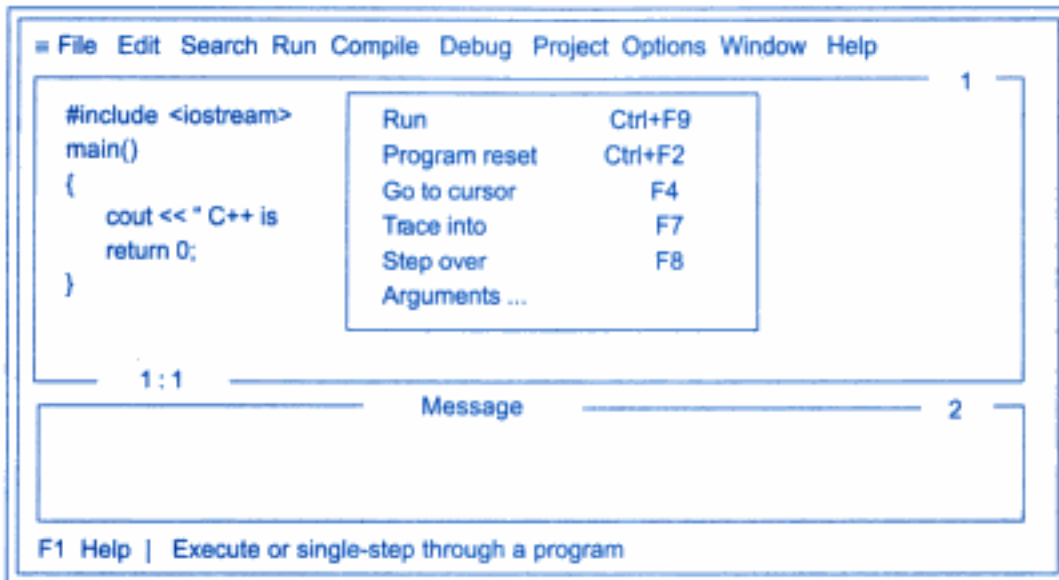 ≡ File Edit Search Run Compile Debug Project Options Window Help
1
#include <iostream>
main()
{
cout << " C++ is
return 0;
}
Run Ctrl+F9
Program reset Ctrl+F2
Go to cursor F4
Trace into F7
Step over F8
Arguments ...
1 : 1
Message 2
F1 Help | Execute or single-step through a program